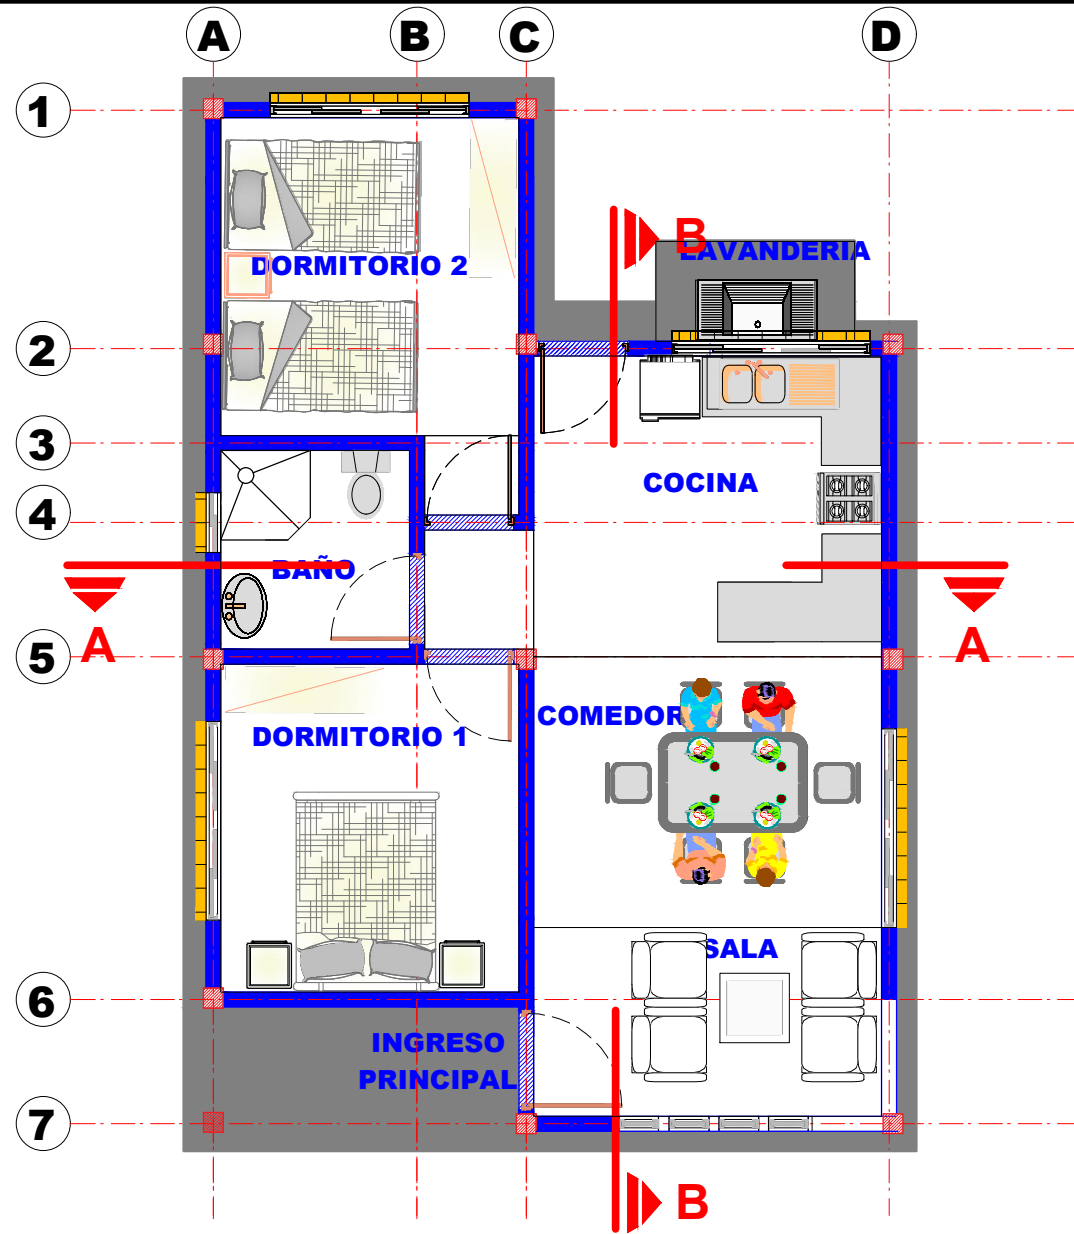 A B C D
1
B
LAVANDERIA
DORMITORIO 2
2
3
COCINA
4
BAÑO
5
A A
COMEDOR
DORMITORIO 1
SALA
6
INGRESO
PRINCIPAL
7
B